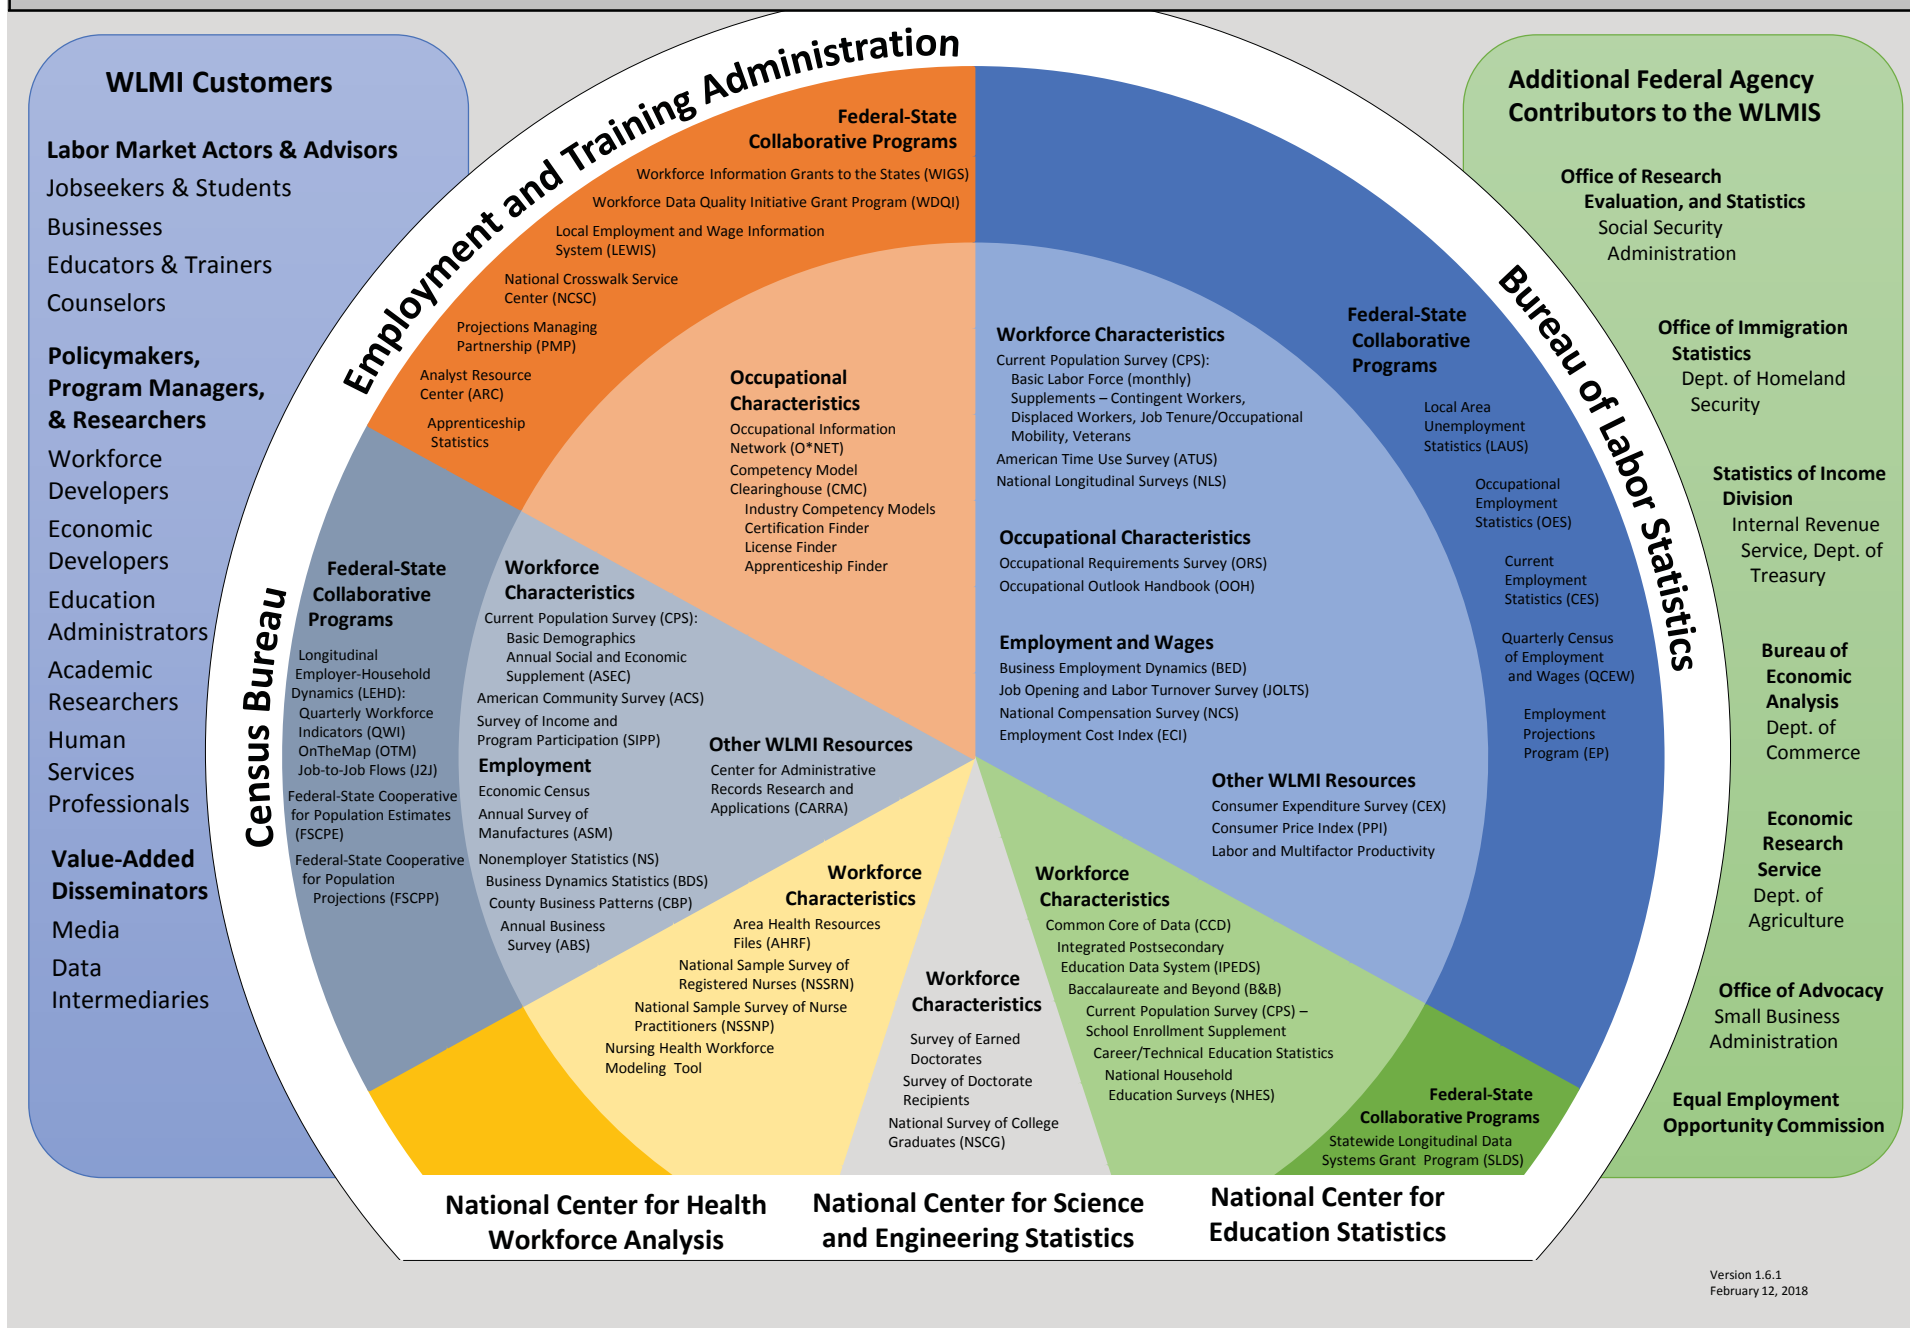 WLMI Customers
Labor Market Actors & Advisors
Jobseekers & Students
Businesses
Educators & Trainers
Counselors
Policymakers,
Program Managers,
& Researchers
Workforce
Developers
Economic
Developers
Education
Administrators
Academic
Researchers
Human
Services
Professionals
Value-Added
Disseminators
Media
Data
Intermediaries
Employment and Training Administration
Federal-State
Collaborative Programs
Workforce Information Grants to the States (WIGS)
Workforce Data Quality Initiative Grant Program (WDQI)
Local Employment and Wage Information
System (LEWIS)
National Crosswalk Service
Center (NCSC)
Projections Managing
Partnership (PMP)
Analyst Resource
Center (ARC)
Apprenticeship
Statistics
Occupational
Characteristics
Occupational Information
Network (O*NET)
Competency Model
Clearinghouse (CMC)
Industry Competency Models
Certification Finder
License Finder
Apprenticeship Finder
Bureau of Labor Statistics
Workforce Characteristics
Current Population Survey (CPS):
Basic Labor Force (monthly)
Supplements – Contingent Workers,
Displaced Workers, Job Tenure/Occupational
Mobility, Veterans
American Time Use Survey (ATUS)
National Longitudinal Surveys (NLS)
Occupational Characteristics
Occupational Requirements Survey (ORS)
Occupational Outlook Handbook (OOH)
Employment and Wages
Business Employment Dynamics (BED)
Job Opening and Labor Turnover Survey (JOLTS)
National Compensation Survey (NCS)
Employment Cost Index (ECI)
Other WLMI Resources
Consumer Expenditure Survey (CEX)
Consumer Price Index (PPI)
Labor and Multifactor Productivity
Federal-State
Collaborative
Programs
Local Area
Unemployment
Statistics (LAUS)
Occupational
Employment
Statistics (OES)
Current
Employment
Statistics (CES)
Quarterly Census
of Employment
and Wages (QCEW)
Employment
Projections
Program (EP)
Census Bureau
Federal-State
Collaborative
Programs
Longitudinal
Employer-Household
Dynamics (LEHD):
Quarterly Workforce
Indicators (QWI)
OnTheMap (OTM)
Job-to-Job Flows (J2J)
Federal-State Cooperative
for Population Estimates
(FSCPE)
Federal-State Cooperative
for Population
Projections (FSCPP)
Workforce
Characteristics
Current Population Survey (CPS):
Basic Demographics
Annual Social and Economic
Supplement (ASEC)
American Community Survey (ACS)
Survey of Income and
Program Participation (SIPP)
Employment
Economic Census
Annual Survey of
Manufactures (ASM)
Nonemployer Statistics (NS)
Business Dynamics Statistics (BDS)
County Business Patterns (CBP)
Annual Business
Survey (ABS)
Other WLMI Resources
Center for Administrative
Records Research and
Applications (CARRA)
Workforce
Characteristics
Area Health Resources
Files (AHRF)
National Sample Survey of
Registered Nurses (NSSRN)
National Sample Survey of Nurse
Practitioners (NSSNP)
Nursing Health Workforce
Modeling Tool
National Center for Health
Workforce Analysis
Workforce
Characteristics
Survey of Earned
Doctorates
Survey of Doctorate
Recipients
National Survey of College
Graduates (NSCG)
National Center for Science
and Engineering Statistics
Workforce
Characteristics
Common Core of Data (CCD)
Integrated Postsecondary
Education Data System (IPEDS)
Baccalaureate and Beyond (B&B)
Current Population Survey (CPS) –
School Enrollment Supplement
Career/Technical Education Statistics
National Household
Education Surveys (NHES)
Federal-State
Collaborative Programs
Statewide Longitudinal Data
Systems Grant Program (SLDS)
National Center for
Education Statistics
Additional Federal Agency
Contributors to the WLMIS
Office of Research
Evaluation, and Statistics
Social Security
Administration
Office of Immigration
Statistics
Dept. of Homeland
Security
Statistics of Income
Division
Internal Revenue
Service, Dept. of
Treasury
Bureau of
Economic
Analysis
Dept. of
Commerce
Economic
Research
Service
Dept. of
Agriculture
Office of Advocacy
Small Business
Administration
Equal Employment
Opportunity Commission
Version 1.6.1
February 12, 2018